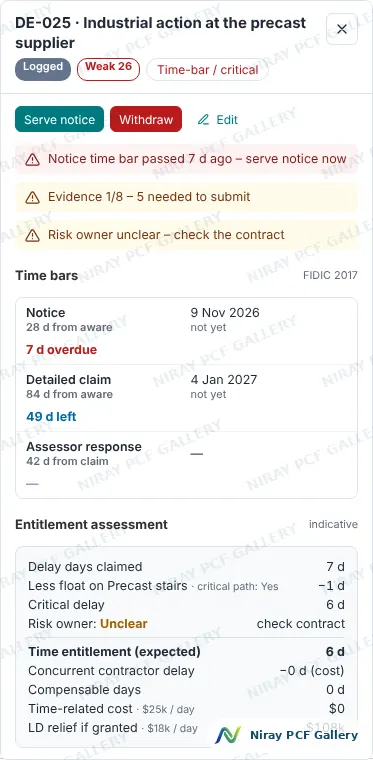 DE-025 · Industrial action at the precast
supplier
Logged
Weak 26
Time-bar / critical
Serve notice
Withdraw
Edit
Notice time bar passed 7 d ago – serve notice now
Evidence 1/8 – 5 needed to submit
Risk owner unclear – check the contract
Time bars FIDIC 2017
Notice 9 Nov 2026
28 d from aware not yet
7 d overdue
Detailed claim 4 Jan 2027
84 d from aware not yet
49 d left
Assessor response —
42 d from claim
—
Entitlement assessment indicative
Delay days claimed 7 d
Less float on Precast stairs · critical path: Yes −1 d
Critical delay 6 d
Risk owner: Unclear check contract
Time entitlement (expected) 6 d
Concurrent contractor delay −0 d (cost)
Compensable days 0 d
Time-related cost · $25k / day $0
LD relief if granted · $18k / day $108k
Niray PCF Gallery
NIRAY PCF GALLERY